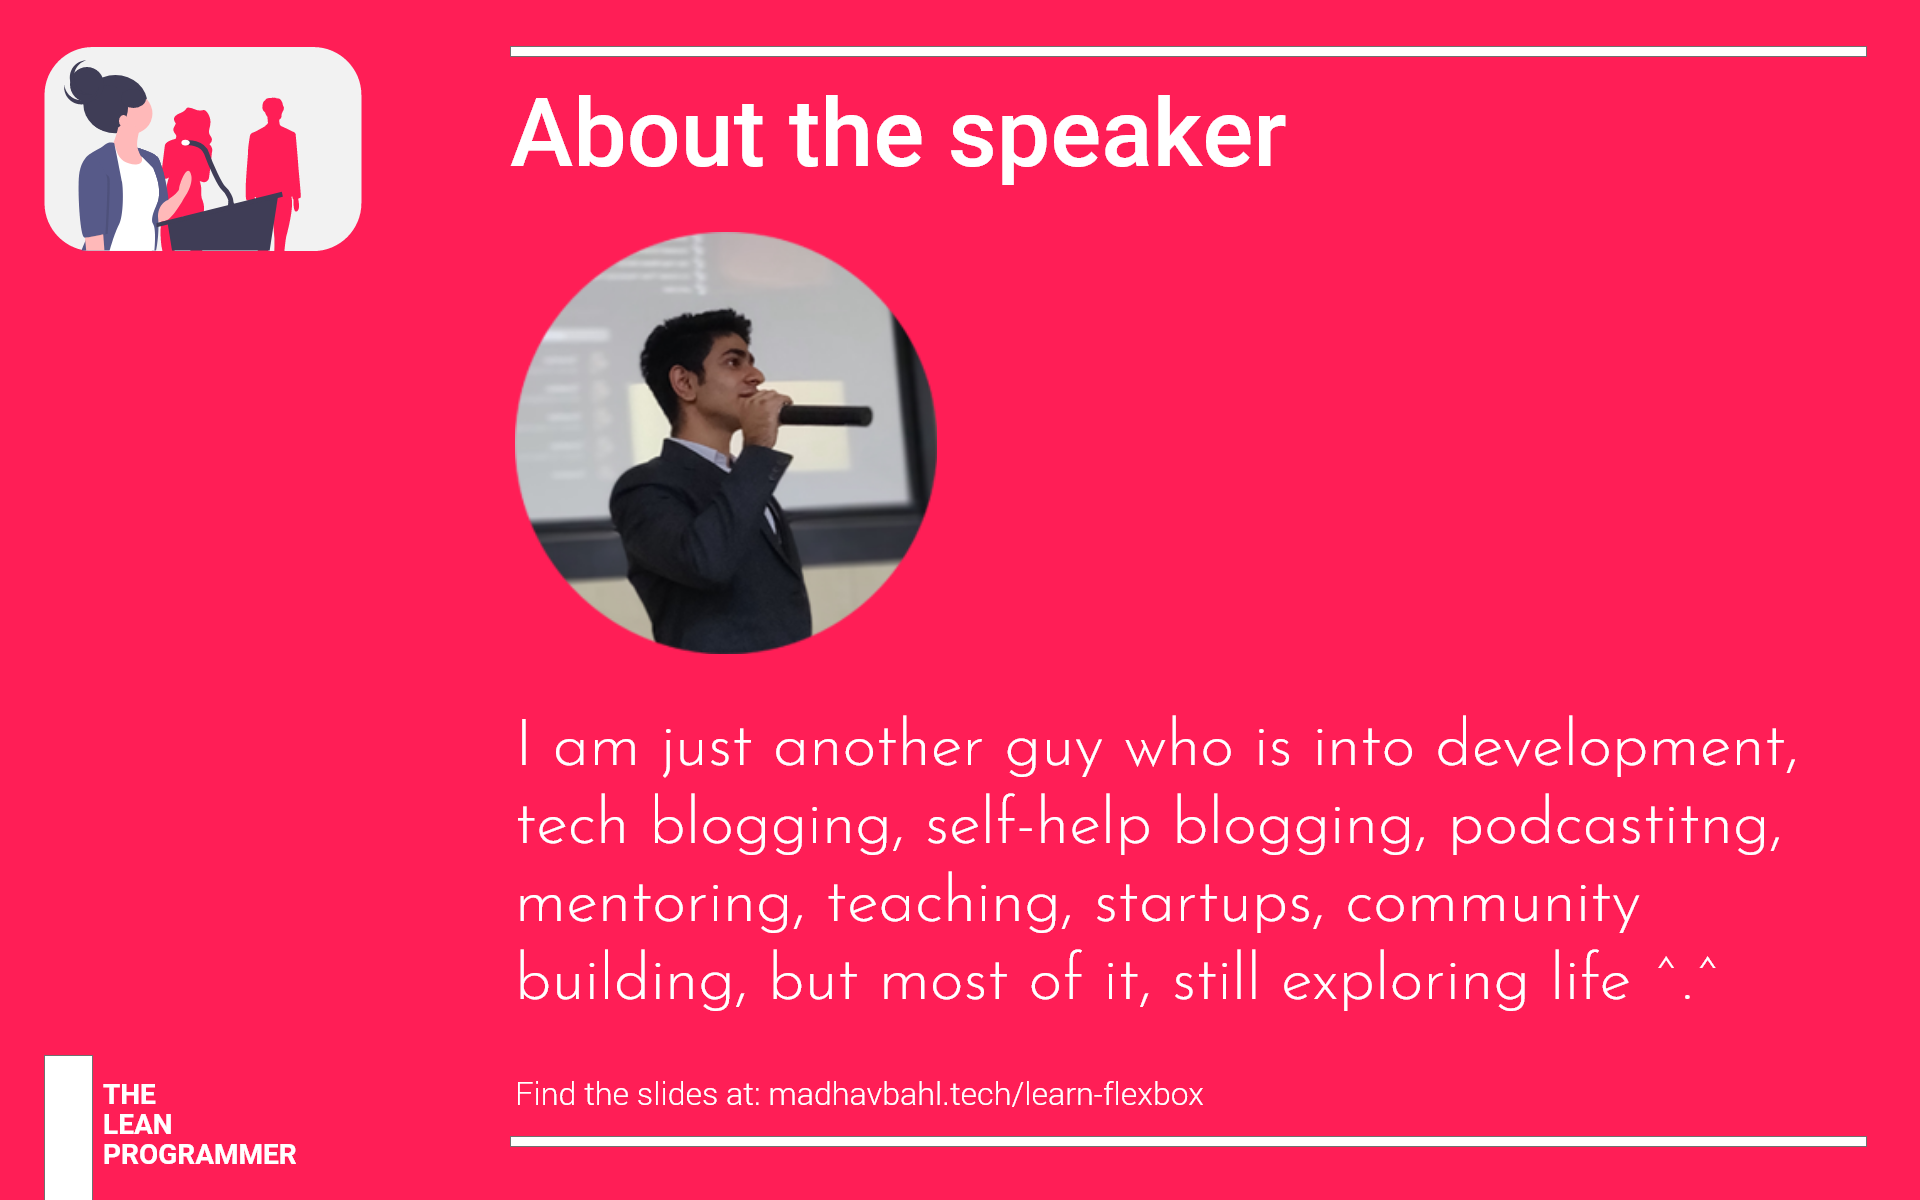 About the speaker
I am just another guy who is into development,
tech blogging, self-help blogging, podcastitng,
mentoring, teaching, startups, community
building, but most of it, still exploring life ^.^
Find the slides at: madhavbahl.tech/learn-flexbox
THE
LEAN
PROGRAMMER